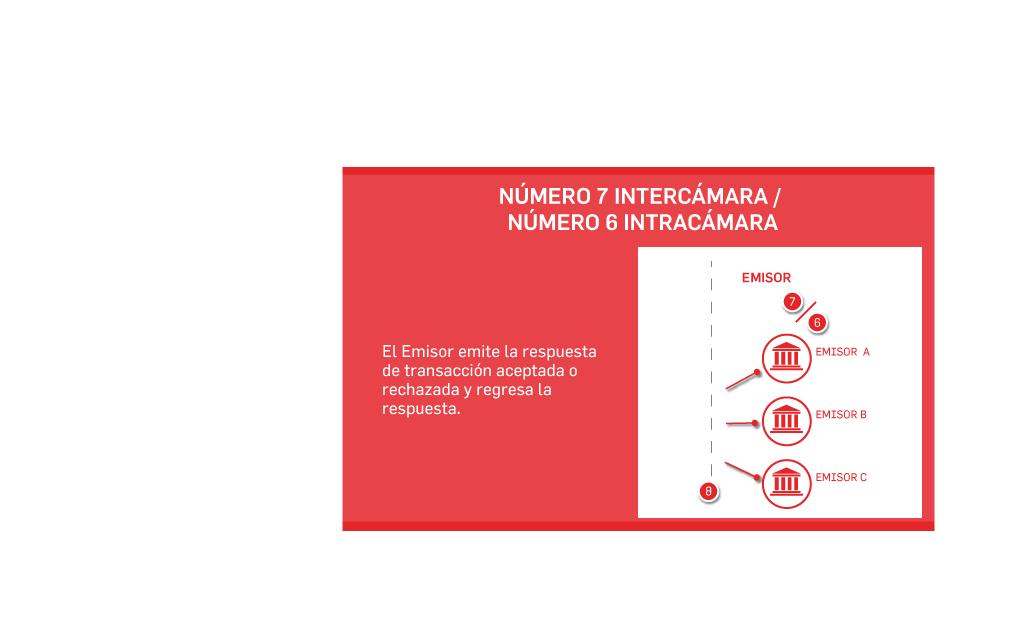 NÚMERO 7 INTERCÁMARA /
NÚMERO 6 INTRACÁMARA
El Emisor emite la respuesta
de transacción aceptada o
rechazada y regresa la
respuesta.
EMISOR
7
6
EMISOR A
EMISOR B
EMISOR C
8